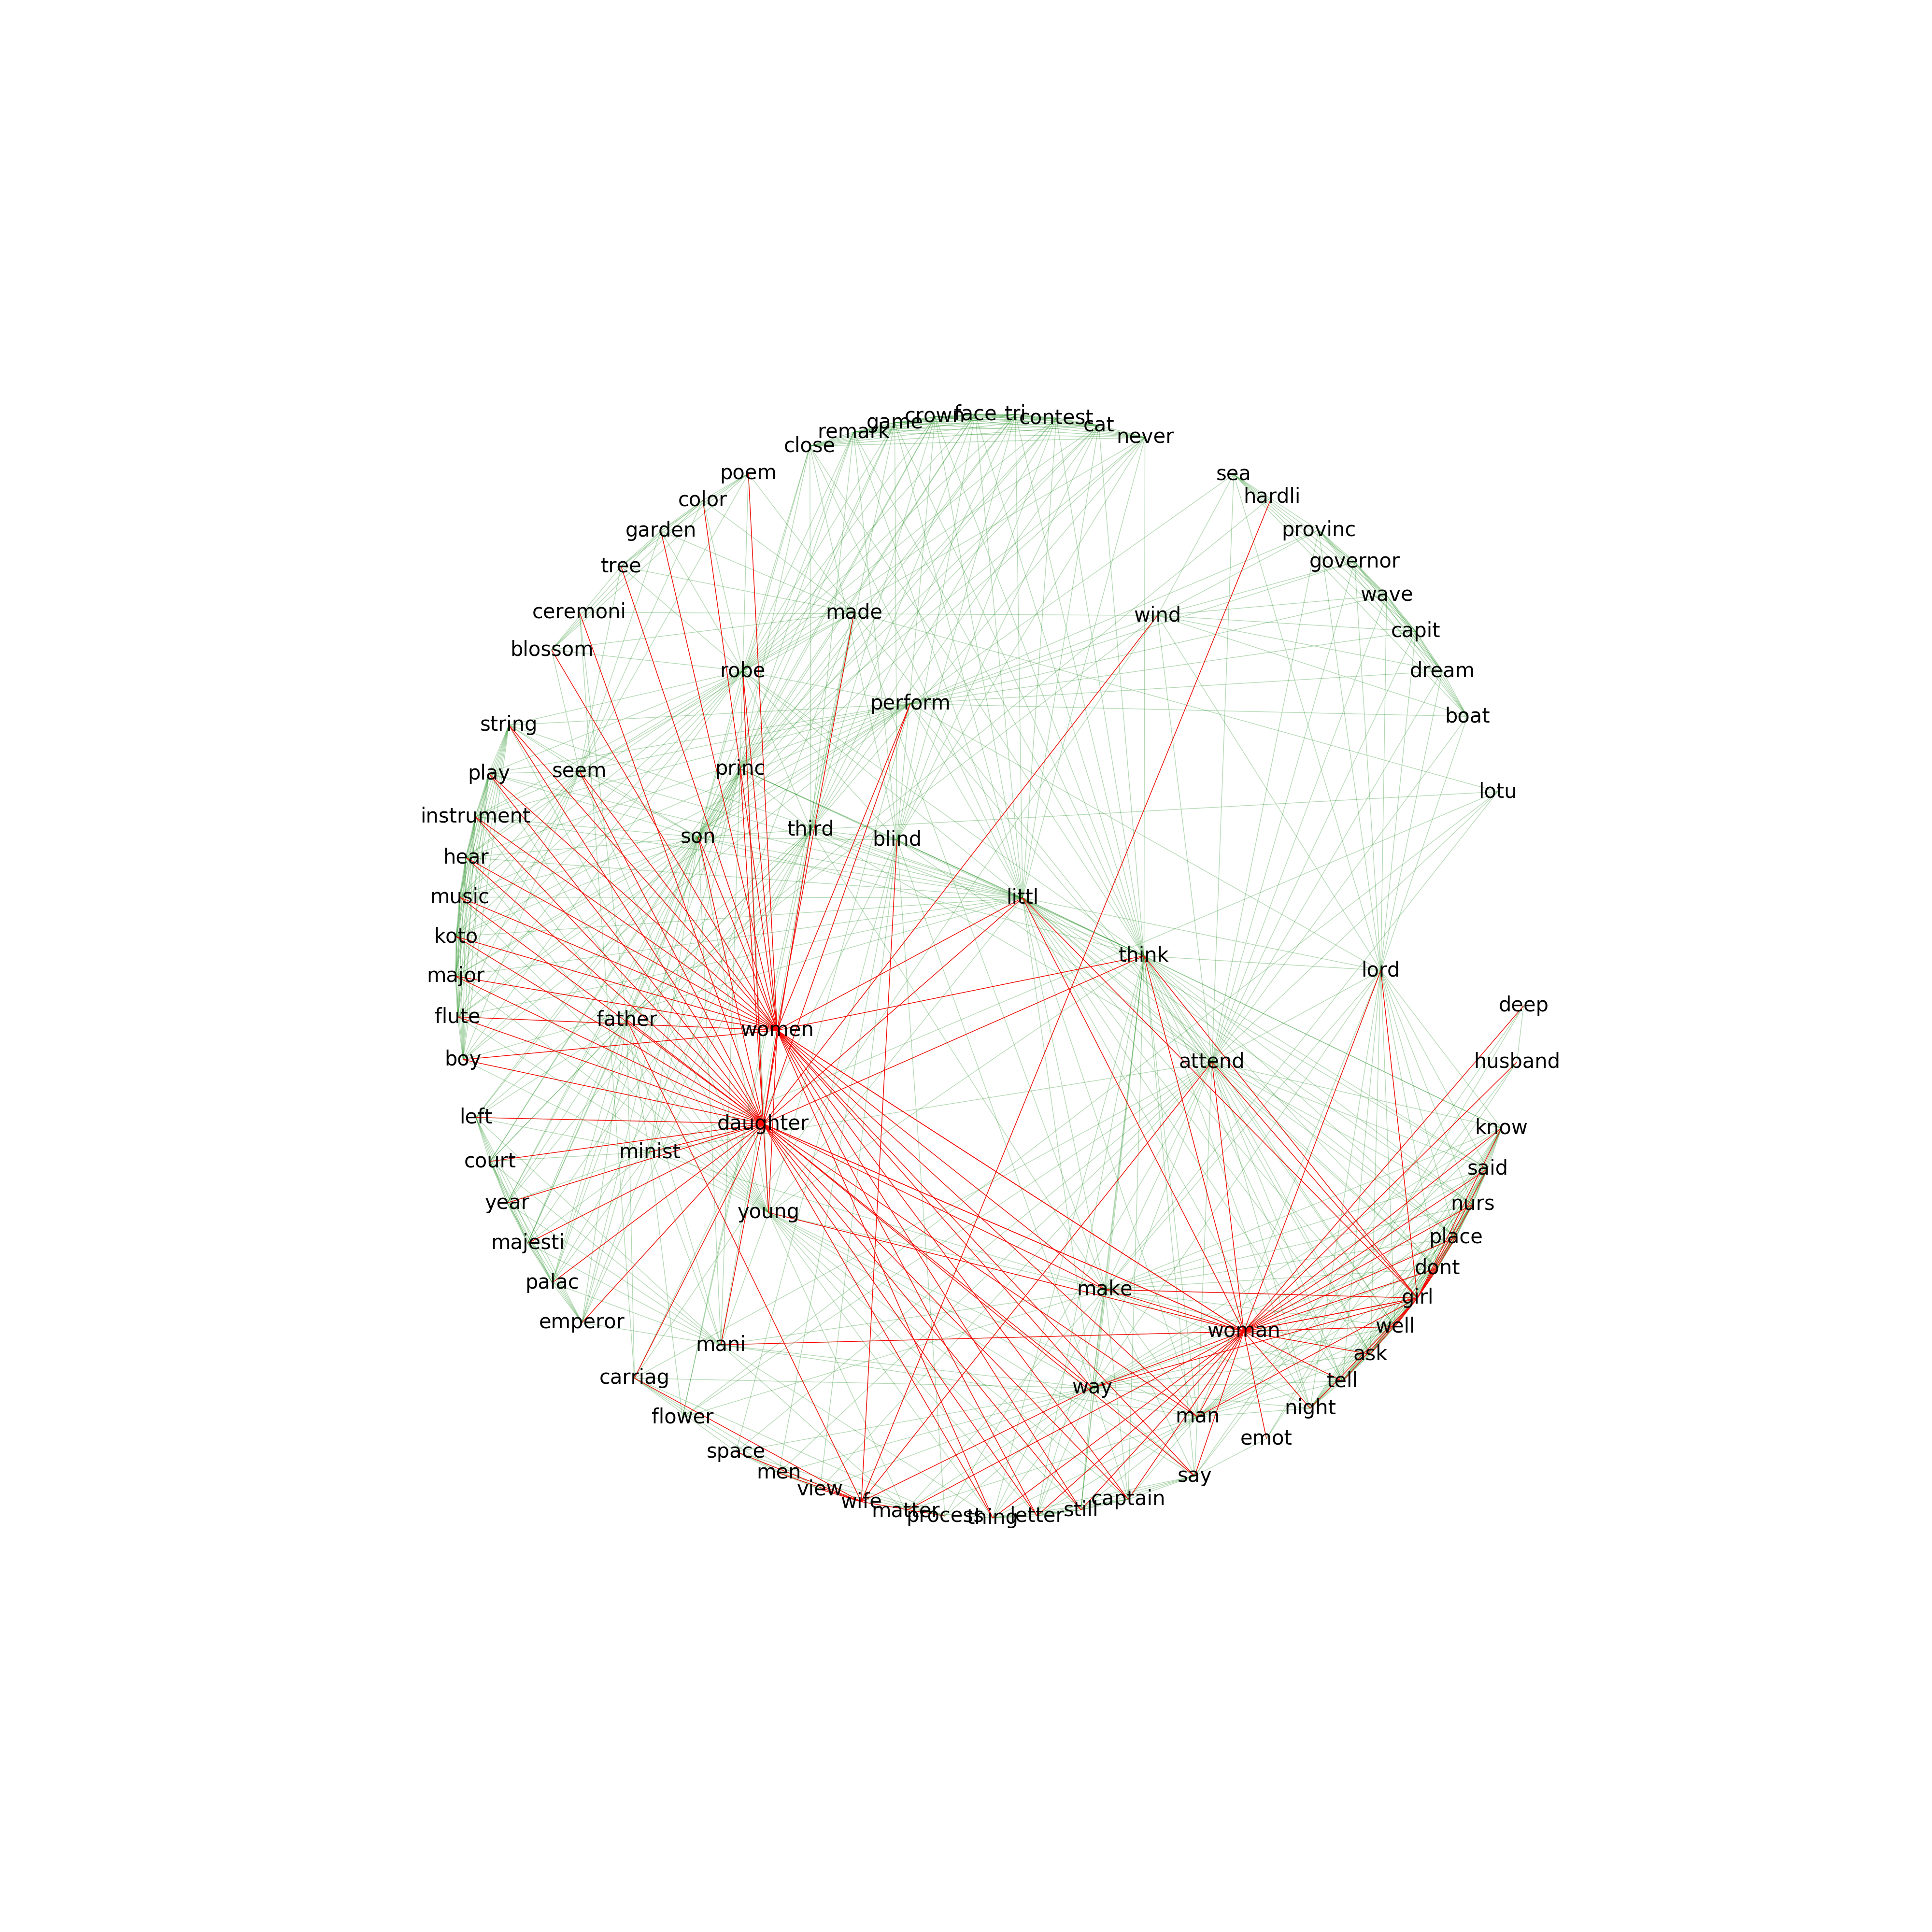 crown
face
tri
contest
game
cat
remark
never
close
poem
sea
color
hardli
garden
provinc
governor
tree
wave
ceremoni
made
wind
capit
blossom
robe
dream
perform
boat
string
princ
seem
play
lotu
instrument
third
son
blind
hear
music
littl
koto
think
major
lord
deep
flute
father
women
boy
attend
husband
left
daughter
know
minist
court
said
year
nurs
young
place
majesti
dont
palac
make
girl
emperor
well
woman
mani
ask
carriag
tell
way
night
flower
man
emot
space
men
say
view
wife
captain
matter
still
process
letter
thing